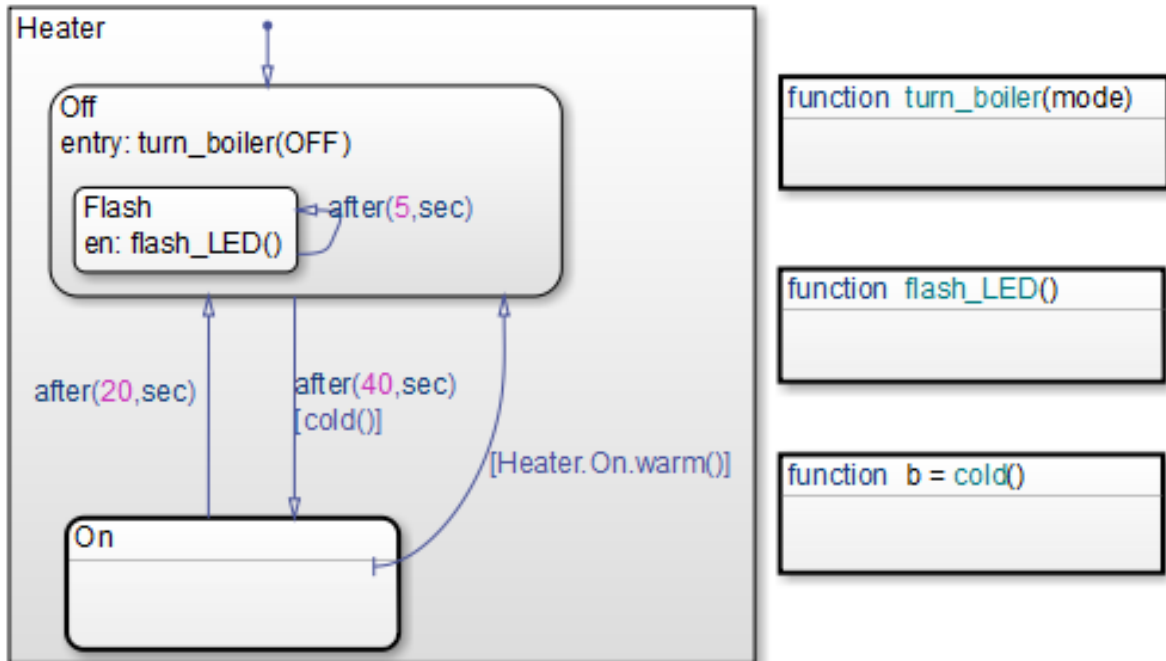 Heater
Off
entry: turn_boiler(OFF)
Flash
en: flash_LED()
after(5,sec)
after(20,sec)
after(40,sec)
[cold()]
[Heater.On.warm()]
On
function turn_boiler(mode)
function flash_LED()
function b = cold()